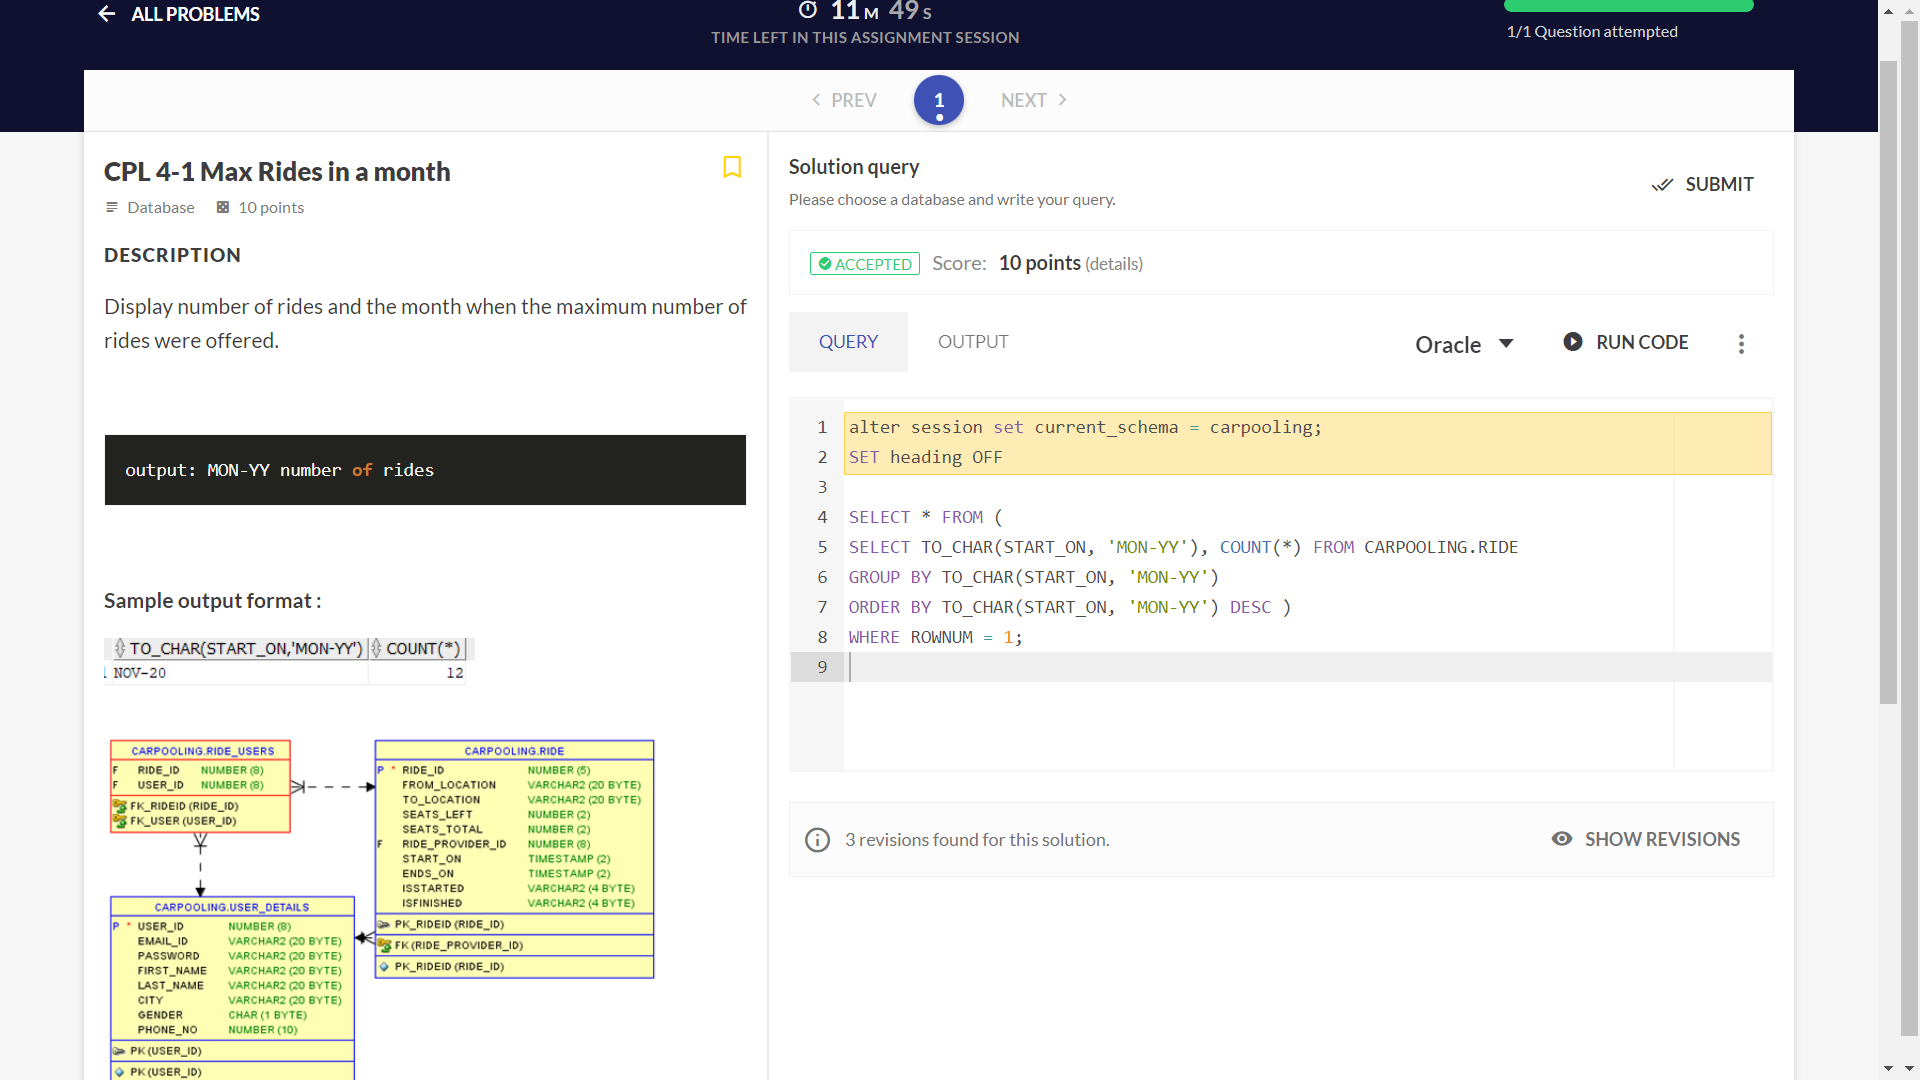 ALL PROBLEMS
11 M 49 S
TIME LEFT IN THIS ASSIGNMENT SESSION
1/1 Question attempted
PREV
1
NEXT
CPL 4-1 Max Rides in a month
Database
10 points
DESCRIPTION
Display number of rides and the month when the maximum number of
rides were offered.
output: MON-YY number of rides
Sample output format :
TO_CHAR(START_ON,'MON-YY') COUNT(*)
1 NOV-20 12
CARPOOLING.RIDE_USERS
F RIDE_ID NUMBER (8)
F USER_ID NUMBER (8)
FK_RIDEID (RIDE_ID)
FK_USER (USER_ID)
CARPOOLING.RIDE
P * RIDE_ID NUMBER (5)
FROM_LOCATION VARCHAR2 (20 BYTE)
TO_LOCATION VARCHAR2 (20 BYTE)
SEATS_LEFT NUMBER (2)
SEATS_TOTAL NUMBER (2)
F RIDE_PROVIDER_ID NUMBER (8)
START_ON TIMESTAMP (2)
ENDS_ON TIMESTAMP (2)
ISSTARTED VARCHAR2 (4 BYTE)
ISFINISHED VARCHAR2 (4 BYTE)
PK_RIDEID (RIDE_ID)
FK (RIDE_PROVIDER_ID)
PK_RIDEID (RIDE_ID)
CARPOOLING.USER_DETAILS
P * USER_ID NUMBER (8)
EMAIL_ID VARCHAR2 (20 BYTE)
PASSWORD VARCHAR2 (20 BYTE)
FIRST_NAME VARCHAR2 (20 BYTE)
LAST_NAME VARCHAR2 (20 BYTE)
CITY VARCHAR2 (20 BYTE)
GENDER CHAR (1 BYTE)
PHONE_NO NUMBER (10)
PK (USER_ID)
PK (USER_ID)
Solution query
Please choose a database and write your query.
SUBMIT
ACCEPTED Score: 10 points (details)
QUERY
OUTPUT
Oracle
RUN CODE
1 alter session set current_schema = carpooling;
2 SET heading OFF
3
4 SELECT * FROM (
5 SELECT TO_CHAR(START_ON, 'MON-YY'), COUNT(*) FROM CARPOOLING.RIDE
6 GROUP BY TO_CHAR(START_ON, 'MON-YY')
7 ORDER BY TO_CHAR(START_ON, 'MON-YY') DESC )
8 WHERE ROWNUM = 1;
9
3 revisions found for this solution.
SHOW REVISIONS